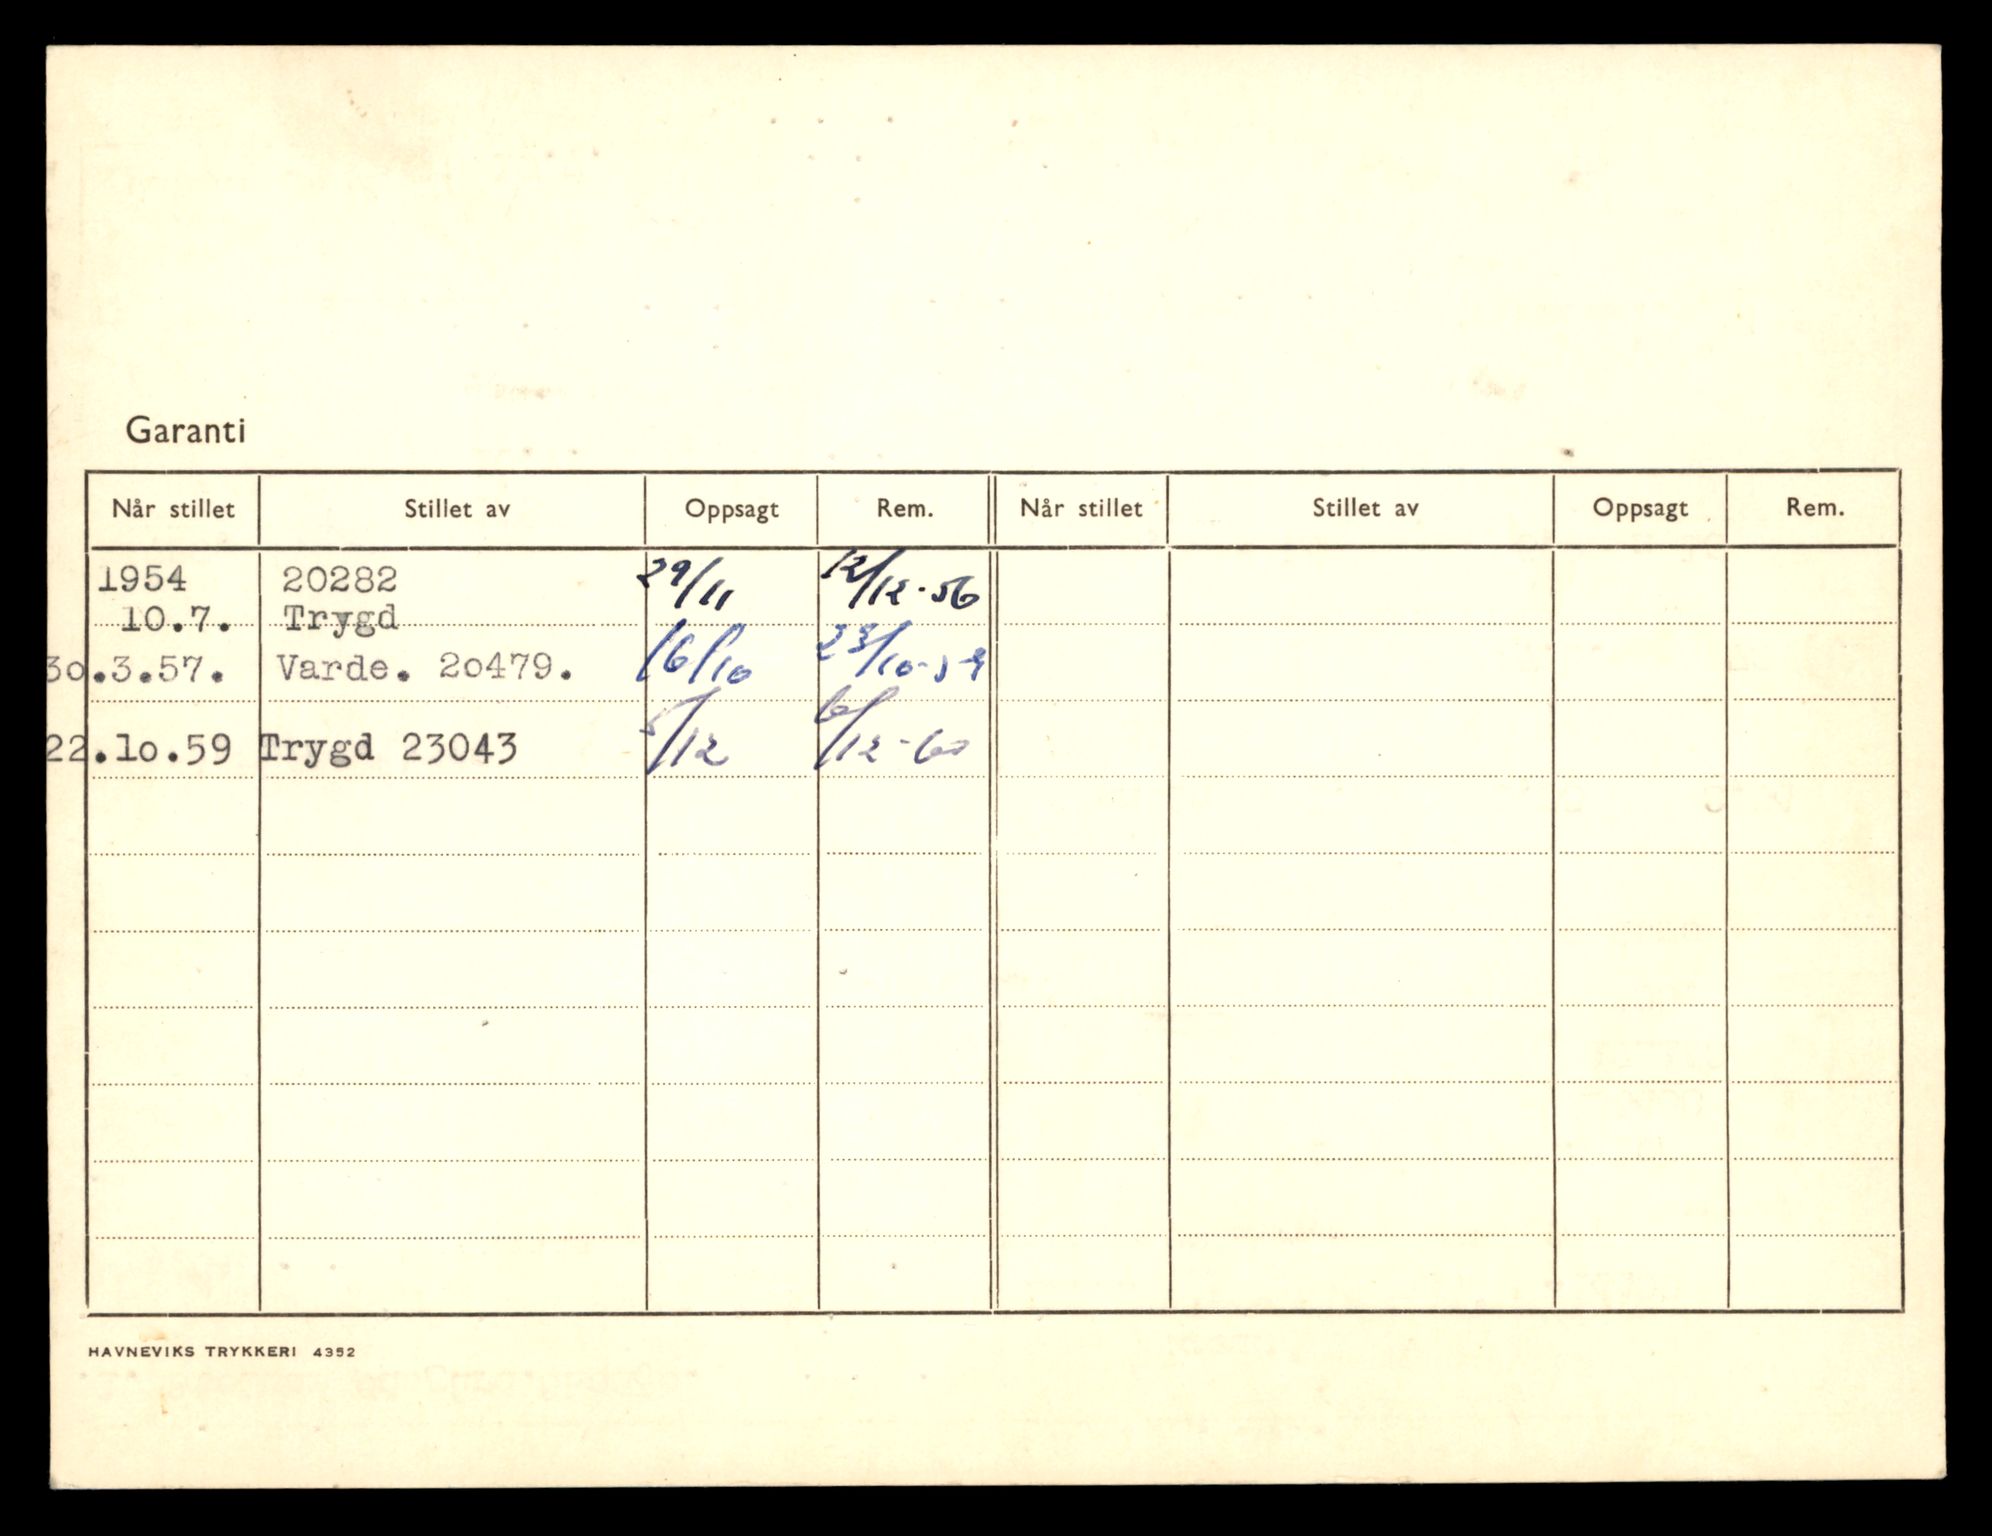 Garanti
Når stillet Stillet av Oppsagt Rem. Når stillet Stillet av Oppsagt Rem.
1954 20282 29/11 12/12-56
10.7. Trygd
30.3.57. Varde. 20479. 16/10 23/10-59
22.10.59 Trygd 23043 5/12 6/12-60
HAVNEVIKS TRYKKERI 4352